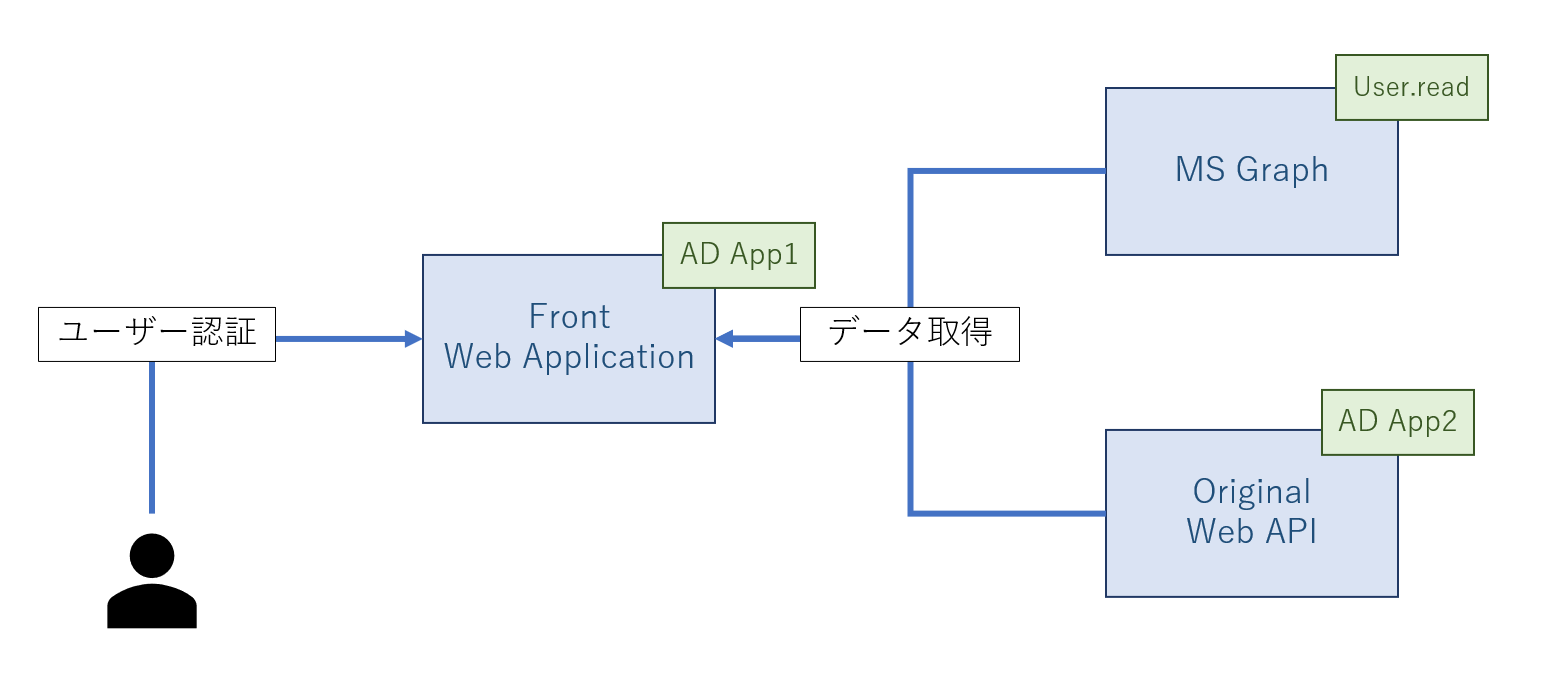 User.read
MS Graph
AD App1
Front
Web Application
ユーザー認証
データ取得
AD App2
Original
Web API